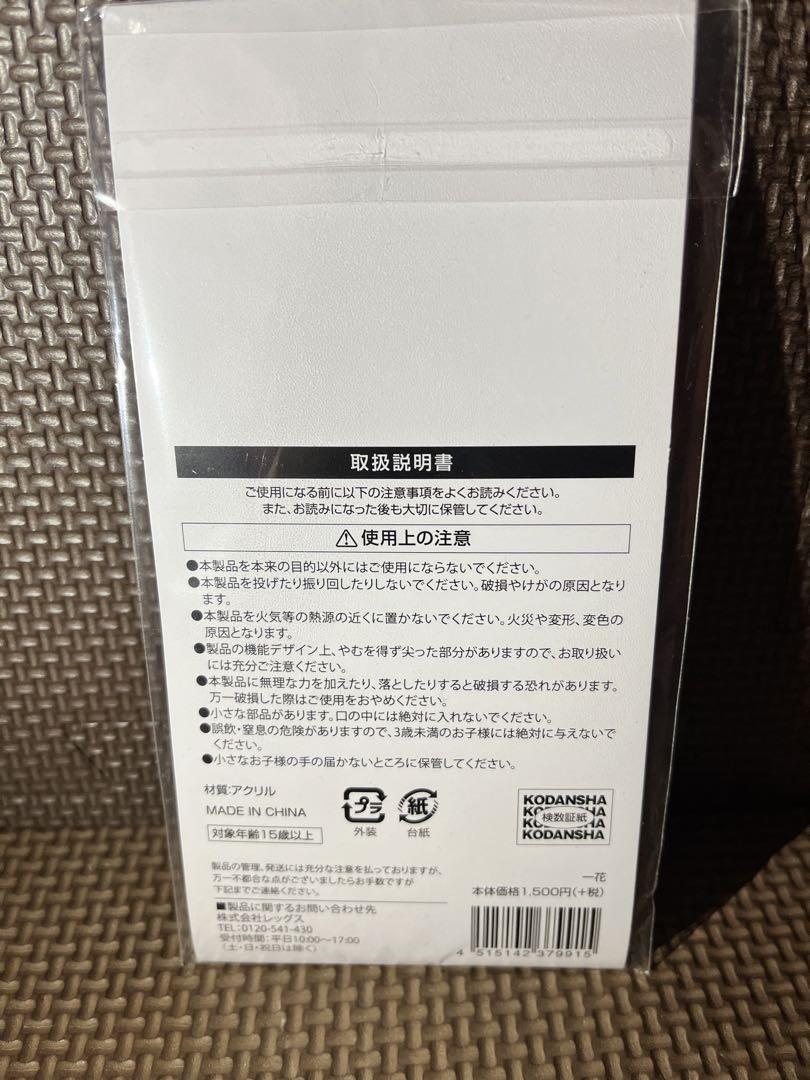 取扱説明書
ご使用になる前に以下の注意事項をよくお読みください。
また、お読みになった後も大切に保管してください。
⚠使用上の注意
●本製品を本来の目的以外にはご使用にならないでください。
●本製品を投げたり振り回したりしないでください。破損やけがの原因となり
ます。
●本製品を火気等の熱源の近くに置かないでください。火災や変形、変色の
原因となります。
●製品の機能デザイン上、やむを得ず尖った部分がありますので、お取り扱い
には充分ご注意ください。
●本製品に無理な力を加えたり、落としたりすると破損する恐れがあります。
万一破損した際はご使用をおやめください。
●小さな部品があります。口の中には絶対に入れないでください。
●誤飲・窒息の危険がありますので、3歳未満のお子様には絶対に与えないで
ください。
●小さなお子様の手の届かないところに保管してください。
材質:アクリル
MADE IN CHINA
対象年齢15歳以上
プラ
外装
紙
台紙
KODANSHA
検数証紙
KODANSHA
製品の管理、発送には充分な注意を払っておりますが、
万一不都合な点がございましたらお手数ですが
下記までご連絡ください。
■製品に関するお問い合わせ先
株式会社レッグス
TEL:0120-541-430
受付時間:平日10:00〜17:00
(土・日・祝日は除く)
一花
本体価格1,500円(+税)
4 515142 379915